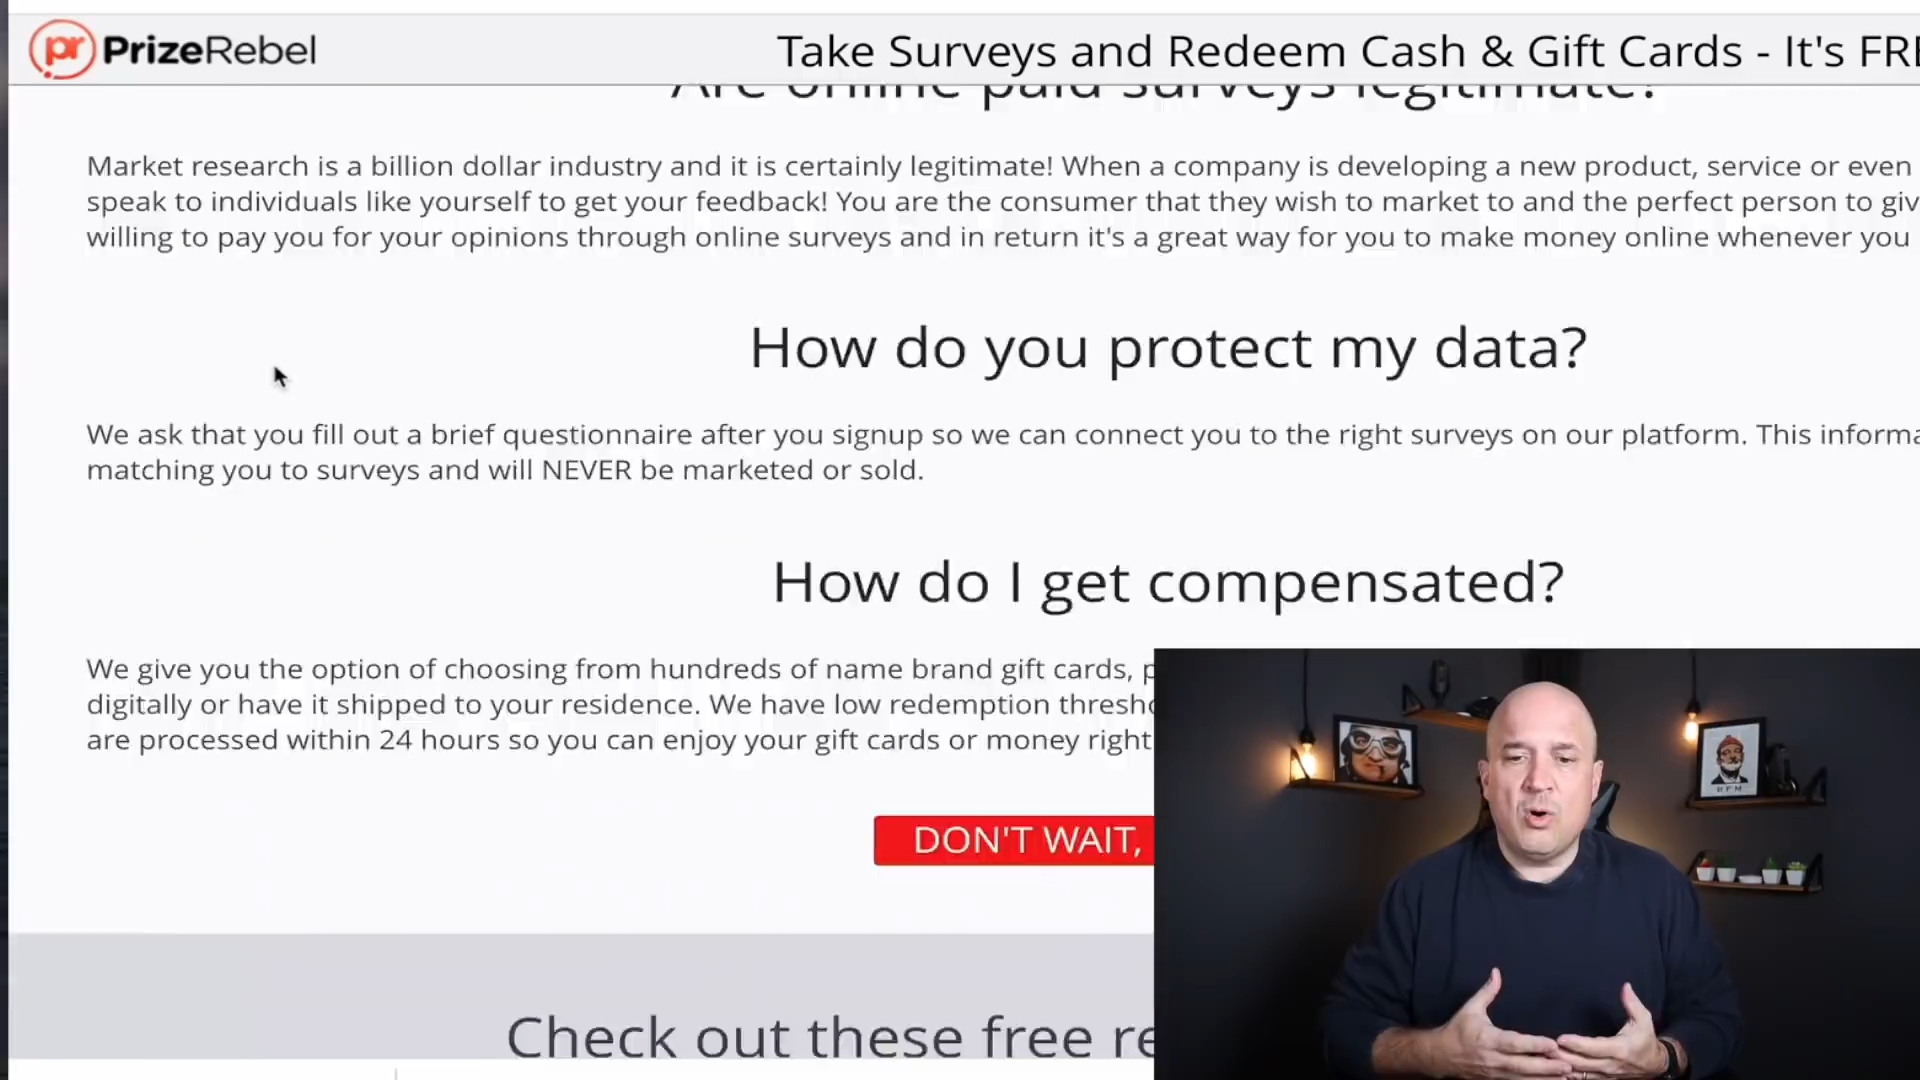 pr PrizeRebel
Take Surveys and Redeem Cash & Gift Cards - It's FRE
Are online paid surveys legitimate?
Market research is a billion dollar industry and it is certainly legitimate! When a company is developing a new product, service or even
speak to individuals like yourself to get your feedback! You are the consumer that they wish to market to and the perfect person to giv
willing to pay you for your opinions through online surveys and in return it's a great way for you to make money online whenever you
How do you protect my data?
We ask that you fill out a brief questionnaire after you signup so we can connect you to the right surveys on our platform. This informa
matching you to surveys and will NEVER be marketed or sold.
How do I get compensated?
We give you the option of choosing from hundreds of name brand gift cards, p
digitally or have it shipped to your residence. We have low redemption thresho
are processed within 24 hours so you can enjoy your gift cards or money right
DON'T WAIT,
Check out these free re